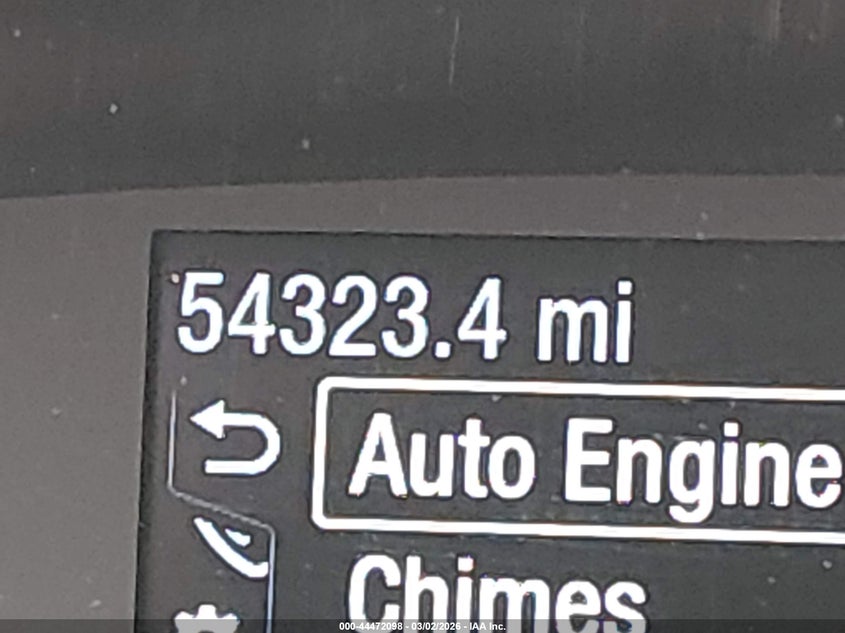 54323.4 mi
Auto Engine
Chimes
000-44472098 - 03/02/2026 - IAA Inc.